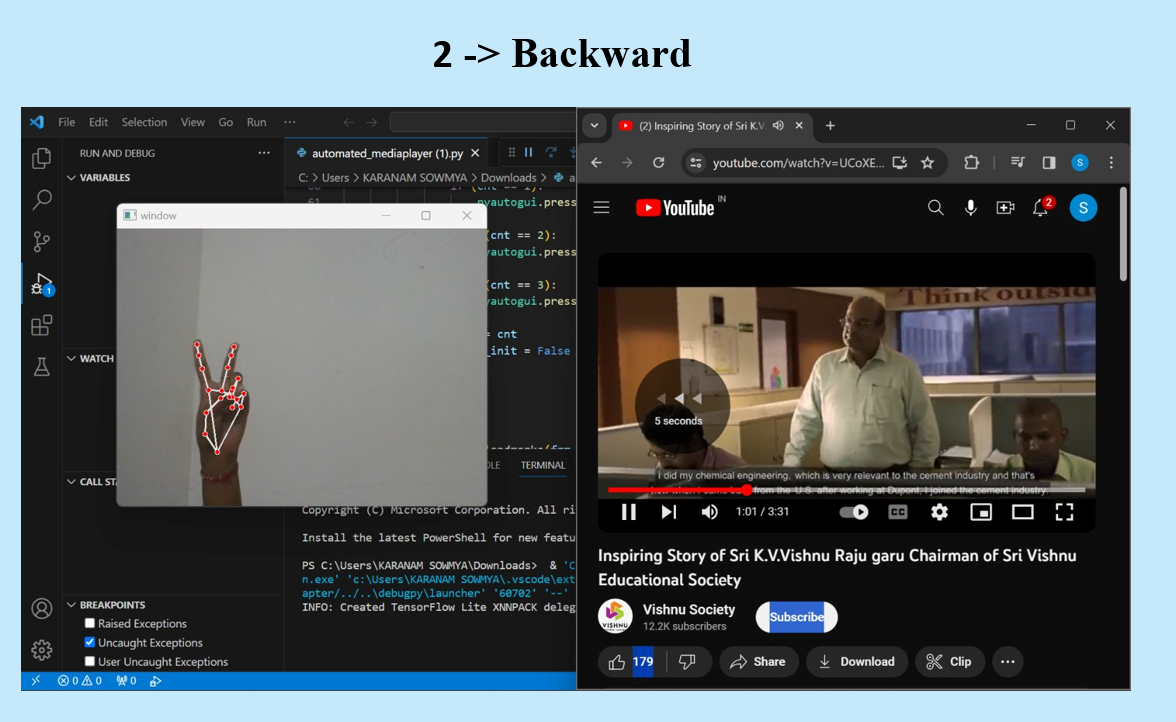 2 -> Backward
File Edit Selection View Go Run ...
RUN AND DEBUG ...
VARIABLES
WATCH
CALL STA
BREAKPOINTS
Raised Exceptions
Uncaught Exceptions
User Uncaught Exceptions
1
0 0 0
automated_mediaplayer (1).py
C: > Users > KARANAM SOWMYA > Downloads > a
61
pyautogui.press
(cnt == 2):
yautogui.press
(cnt == 3):
yautogui.press
= cnt
_init = False
window
OLE TERMINAL
Copyright (C) Microsoft Corporation. All ri
Install the latest PowerShell for new featu
PS C:\Users\KARANAM SOWMYA\Downloads> & 'C
n.exe' 'c:\Users\KARANAM SOWMYA\.vscode\ext
apter/../..\debugpy\launcher' '60702' '--'
INFO: Created TensorFlow Lite XNNPACK deleg
(2) Inspiring Story of Sri K.V.
youtube.com/watch?v=UCoXE...
S
YouTube IN
2
S
Think outsid
5 seconds
I did my chemical engineering, which is very relevant to the cement industry and that's
from the U.S. after working at Dupont, I joined the cement industry.
1:01 / 3:31
CC
Inspiring Story of Sri K.V.Vishnu Raju garu Chairman of Sri Vishnu
Educational Society
VISHNU
Vishnu Society
12.2K subscribers
Subscribe
179 Share Download Clip ...